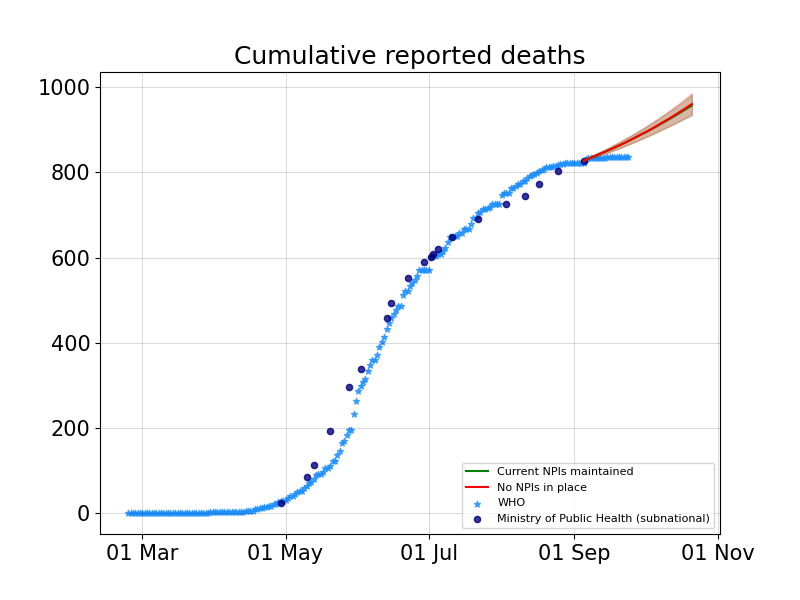 Cumulative reported deaths
1000
800
600
400
200
0
01 Mar
01 May
01 Jul
01 Sep
01 Nov
Current NPIs maintained
No NPIs in place
WHO
Ministry of Public Health (subnational)